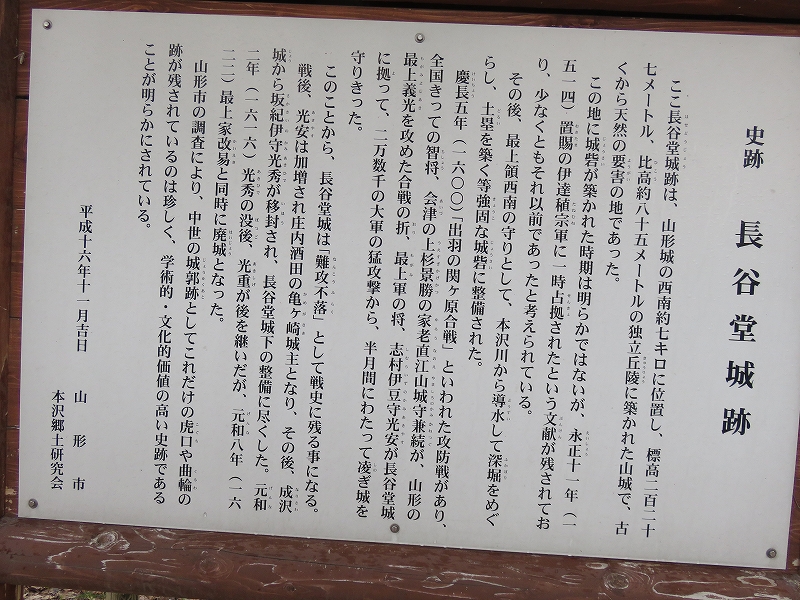 史跡　長谷堂城跡
ここ長谷堂城跡は、山形城の西南約七キロに位置し、標高二百二十
七メートル、比高約八十五メートルの独立丘陵に築かれた山城で、古
くから天然の要害の地であった。
この地に城砦が築かれた時期は明らかではないが、永正十一年（一
五一四）置賜の伊達稙宗軍に一時占拠されたという文献が残されてお
り、少なくともそれ以前であったと考えられている。
その後、最上領西南の守りとして、本沢川から導水して深堀をめぐ
らし、土塁を築く等強固な城砦に整備された。
慶長五年（一六〇〇）「出羽の関ヶ原合戦」といわれた攻防戦があり、
全国きっての智将、会津の上杉景勝の家老直江山城守兼続が、山形の
最上義光を攻めた合戦の折、最上軍の将、志村伊豆守光安が長谷堂城
に拠って、二万数千の大軍の猛攻撃から、半月間にわたって凌ぎ城を
守りきった。
このことから、長谷堂城は「難攻不落」として戦史に残る事になる。
戦後、光安は加増され庄内酒田の亀ヶ崎城主となり、その後、成沢
城から坂紀伊守光秀が移封され、長谷堂城下の整備に尽くした。元和
二年（一六一六）光秀の没後、光重が後を継いだが、元和八年（一六
二二）最上家改易と同時に廃城となった。
山形市の調査により、中世の城郭跡としてこれだけの虎口や曲輪の
跡が残されているのは珍しく、学術的・文化的価値の高い史跡である
ことが明らかにされている。
平成十六年十一月吉日　山形市
本沢郷土研究会